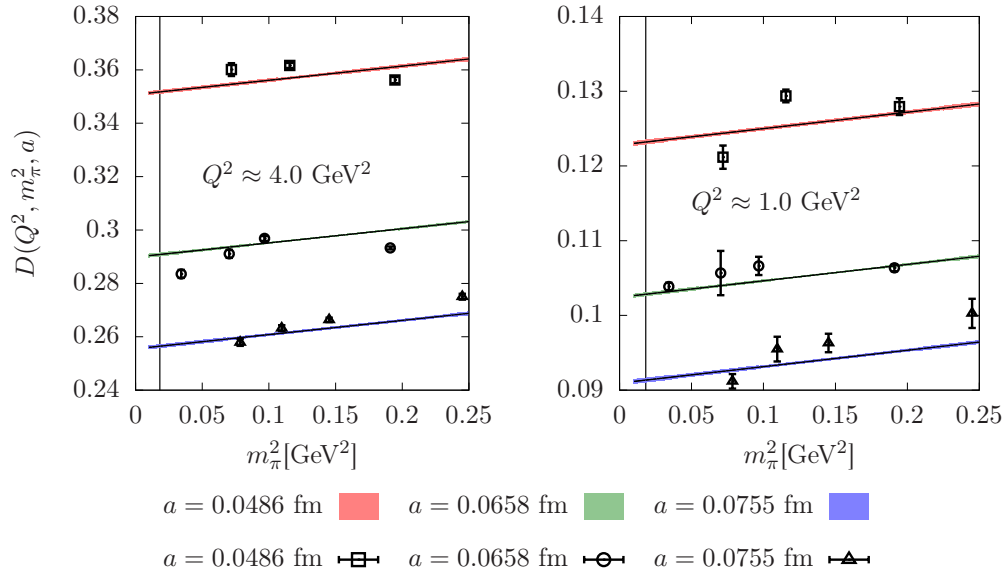 0.38
0.36
0.34
0.32
0.3
0.28
0.26
0.24
0 0.05 0.1 0.15 0.2 0.25
D(Q², m²_π, a)
Q² ≈ 4.0 GeV²
m²_π[GeV²]
0.14
0.13
0.12
0.11
0.1
0.09
0 0.05 0.1 0.15 0.2 0.25
Q² ≈ 1.0 GeV²
m²_π[GeV²]
a = 0.0486 fm a = 0.0658 fm a = 0.0755 fm
a = 0.0486 fm a = 0.0658 fm a = 0.0755 fm